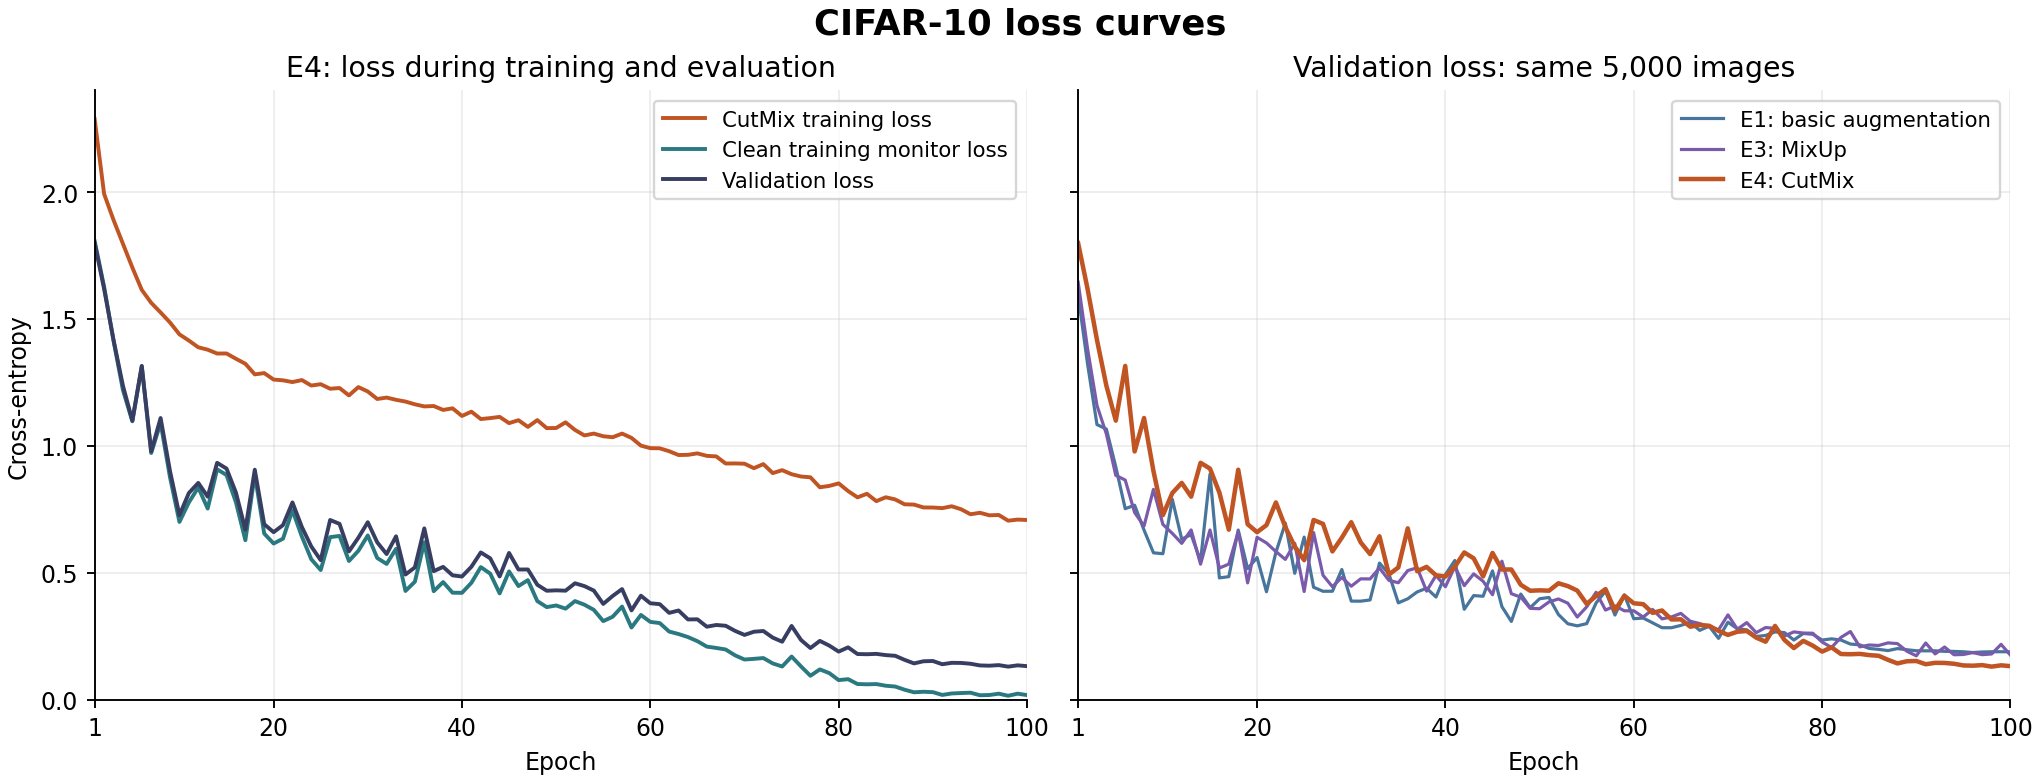 CIFAR-10 loss curves
E4: loss during training and evaluation
CutMix training loss
Clean training monitor loss
Validation loss
Cross-entropy
2.0
1.5
1.0
0.5
0.0
1
20
40
60
80
100
Epoch
Validation loss: same 5,000 images
E1: basic augmentation
E3: MixUp
E4: CutMix
1
20
40
60
80
100
Epoch